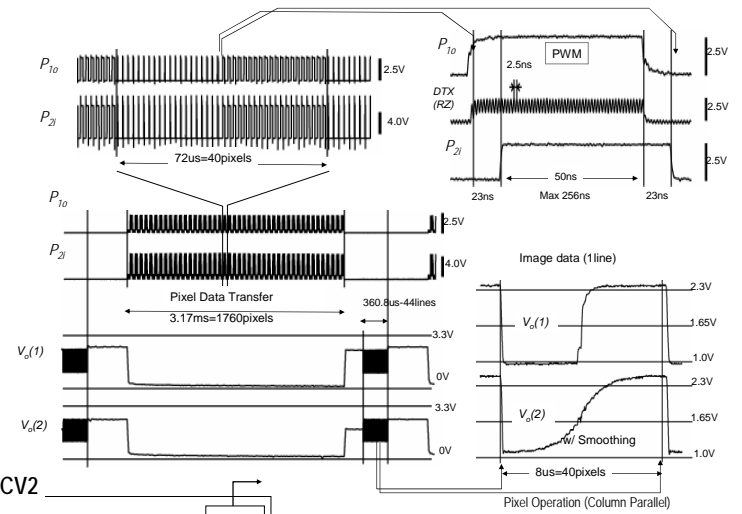 P1o
2.5V
P2i
4.0V
72us=40pixels
P1o
PWM
2.5V
2.5ns
DTX
(RZ)
2.5V
P2i
2.5V
50ns
23ns
Max 256ns
23ns
P1o
2.5V
P2i
4.0V
Pixel Data Transfer
3.17ms=1760pixels
360.8us-44lines
3.3V
Vo(1)
0V
3.3V
Vo(2)
0V
Image data (1line)
2.3V
Vo(1)
1.65V
1.0V
2.3V
Vo(2)
1.65V
w/ Smoothing
1.0V
8us=40pixels
Pixel Operation (Column Parallel)
CV2